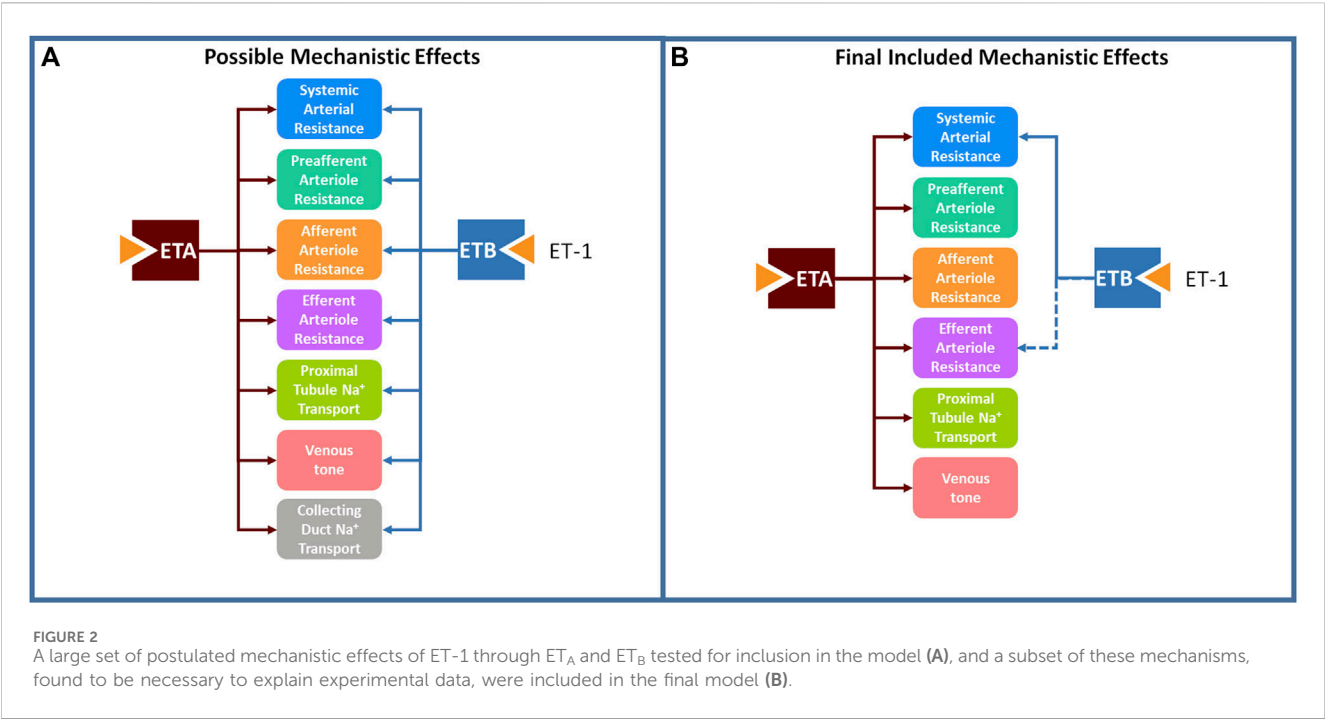 A
Possible Mechanistic Effects
Systemic
Arterial
Resistance
Preafferent
Arteriole
Resistance
Afferent
Arteriole
Resistance
Efferent
Arteriole
Resistance
Proximal
Tubule Na⁺
Transport
Venous
tone
Collecting
Duct Na⁺
Transport
ETA
ETB
ET-1
B
Final Included Mechanistic Effects
Systemic
Arterial
Resistance
Preafferent
Arteriole
Resistance
Afferent
Arteriole
Resistance
Efferent
Arteriole
Resistance
Proximal
Tubule Na⁺
Transport
Venous
tone
ETA
ETB
ET-1
FIGURE 2
A large set of postulated mechanistic effects of ET-1 through ETA and ETB tested for inclusion in the model (A), and a subset of these mechanisms,
found to be necessary to explain experimental data, were included in the final model (B).